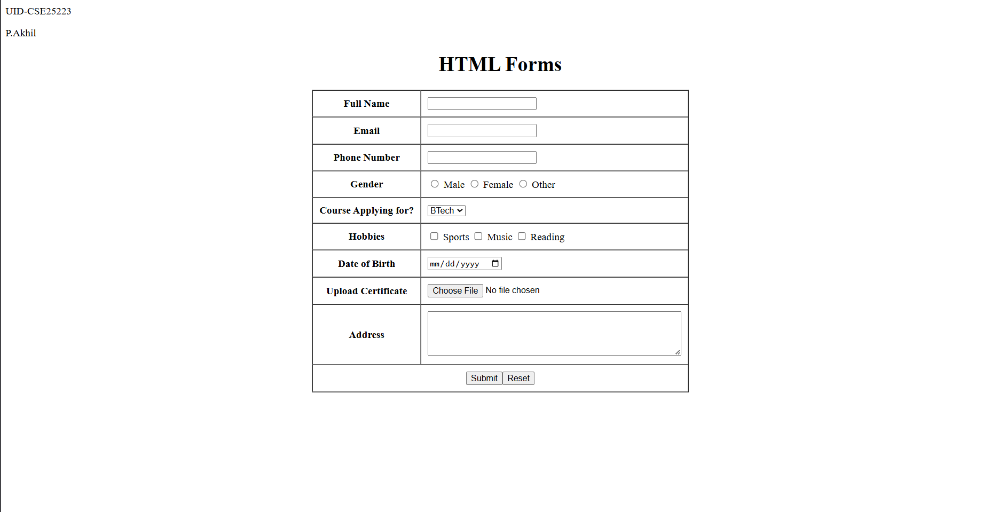 UID-CSE25223
P.Akhil
HTML Forms
Full Name
Email
Phone Number
Gender Male Female Other
Course Applying for? BTech
Hobbies Sports Music Reading
Date of Birth mm/dd/yyyy
Upload Certificate Choose File No file chosen
Address
Submit Reset